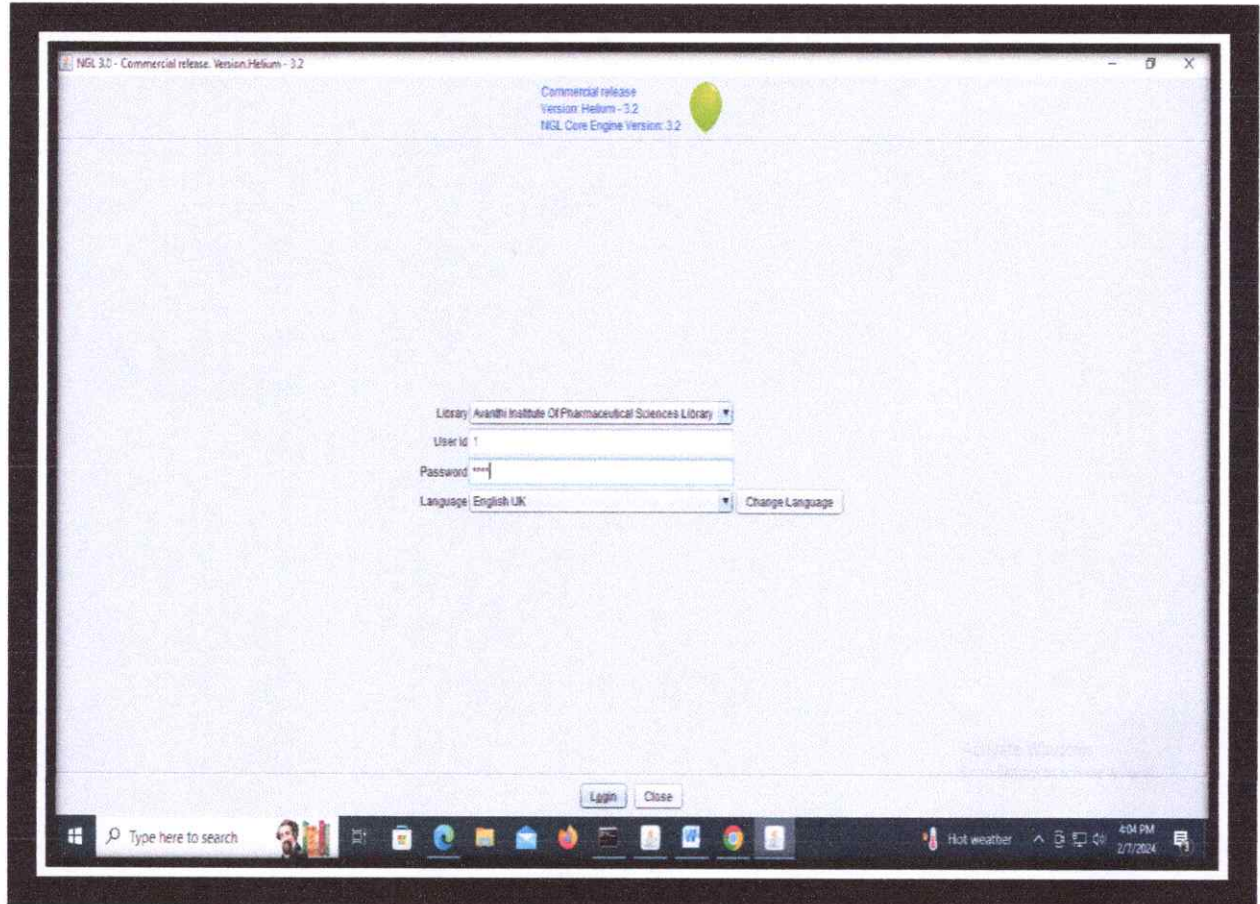 NGL 3.0 - Commercial release. Version:Helium - 3.2
Commercial release
Version: Helium - 3.2
NGL Core Engine Version: 3.2
Library Avanthi Institute Of Pharmaceutical Sciences Library
User Id 1
Password ****
Language English UK Change Language
Activate Windows
Login Close
Type here to search
Hot weather
4:04 PM
2/7/2024